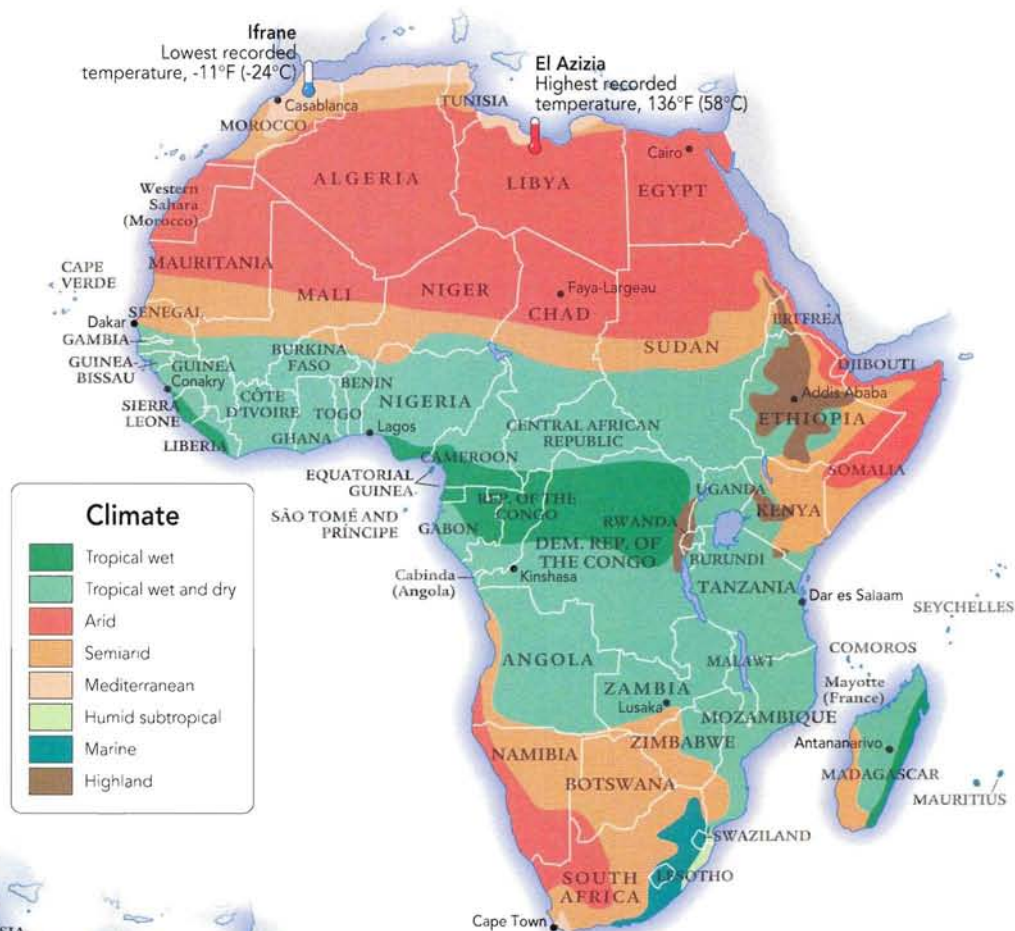 Ifrane
Lowest recorded
temperature, -11°F (-24°C)
El Azizia
Highest recorded
temperature, 136°F (58°C)
Casablanca
TUNISIA
MOROCCO
Cairo
ALGERIA
LIBYA
EGYPT
Western
Sahara
(Morocco)
CAPE
VERDE
MAURITANIA
MALI
NIGER
Faya-Largeau
CHAD
ERITREA
SENEGAL
Dakar
GAMBIA
SUDAN
GUINEA-
BISSAU
GUINEA
Conakry
BURKINA
FASO
BENIN
DJIBOUTI
Addis Ababa
SIERRA
LEONE
CÔTE
D'IVOIRE
TOGO
NIGERIA
ETHIOPIA
LIBERIA
GHANA
Lagos
CENTRAL AFRICAN
REPUBLIC
CAMEROON
SOMALIA
EQUATORIAL
GUINEA
UGANDA
KENYA
SÃO TOMÉ AND
PRÍNCIPE
GABON
REP. OF THE
CONGO
RWANDA
DEM. REP. OF
THE CONGO
BURUNDI
Cabinda
(Angola)
Kinshasa
TANZANIA
Dar es Salaam
SEYCHELLES
COMOROS
ANGOLA
MALAWI
Mayotte
(France)
ZAMBIA
Lusaka
MOZAMBIQUE
Antananarivo
NAMIBIA
ZIMBABWE
MADAGASCAR
BOTSWANA
MAURITIUS
SWAZILAND
LESOTHO
SOUTH
AFRICA
Cape Town
Climate
Tropical wet
Tropical wet and dry
Arid
Semiarid
Mediterranean
Humid subtropical
Marine
Highland